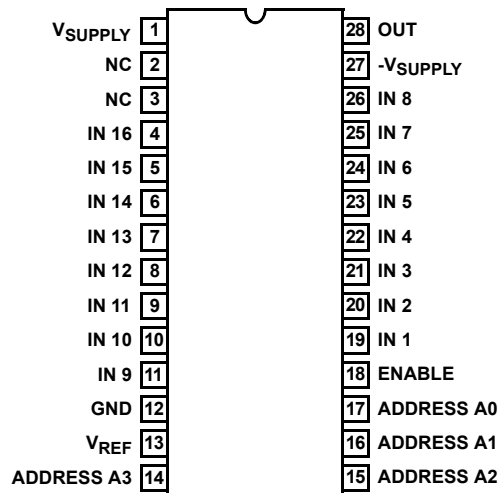 VSUPPLY 1 28 OUT
NC 2 27 -VSUPPLY
NC 3 26 IN 8
IN 16 4 25 IN 7
IN 15 5 24 IN 6
IN 14 6 23 IN 5
IN 13 7 22 IN 4
IN 12 8 21 IN 3
IN 11 9 20 IN 2
IN 10 10 19 IN 1
IN 9 11 18 ENABLE
GND 12 17 ADDRESS A0
VREF 13 16 ADDRESS A1
ADDRESS A3 14 15 ADDRESS A2